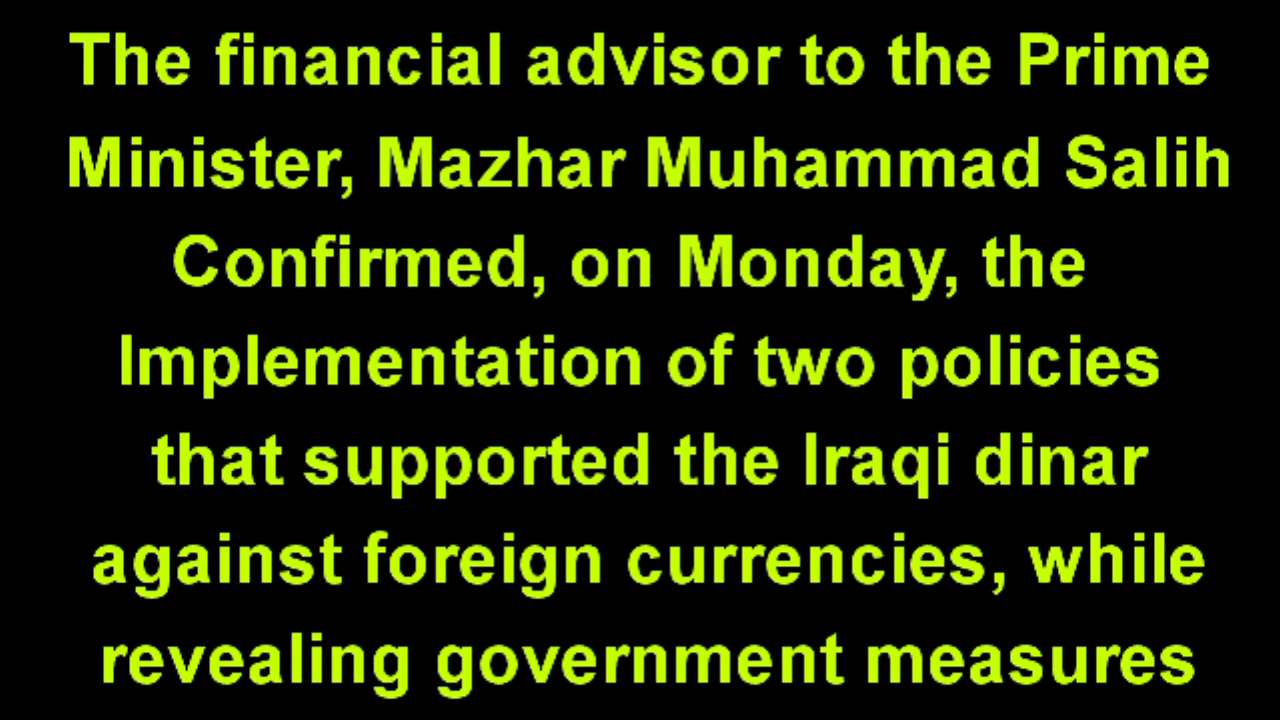 The financial advisor to the Prime
Minister, Mazhar Muhammad Salih
Confirmed, on Monday, the
Implementation of two policies
that supported the Iraqi dinar
against foreign currencies, while
revealing government measures